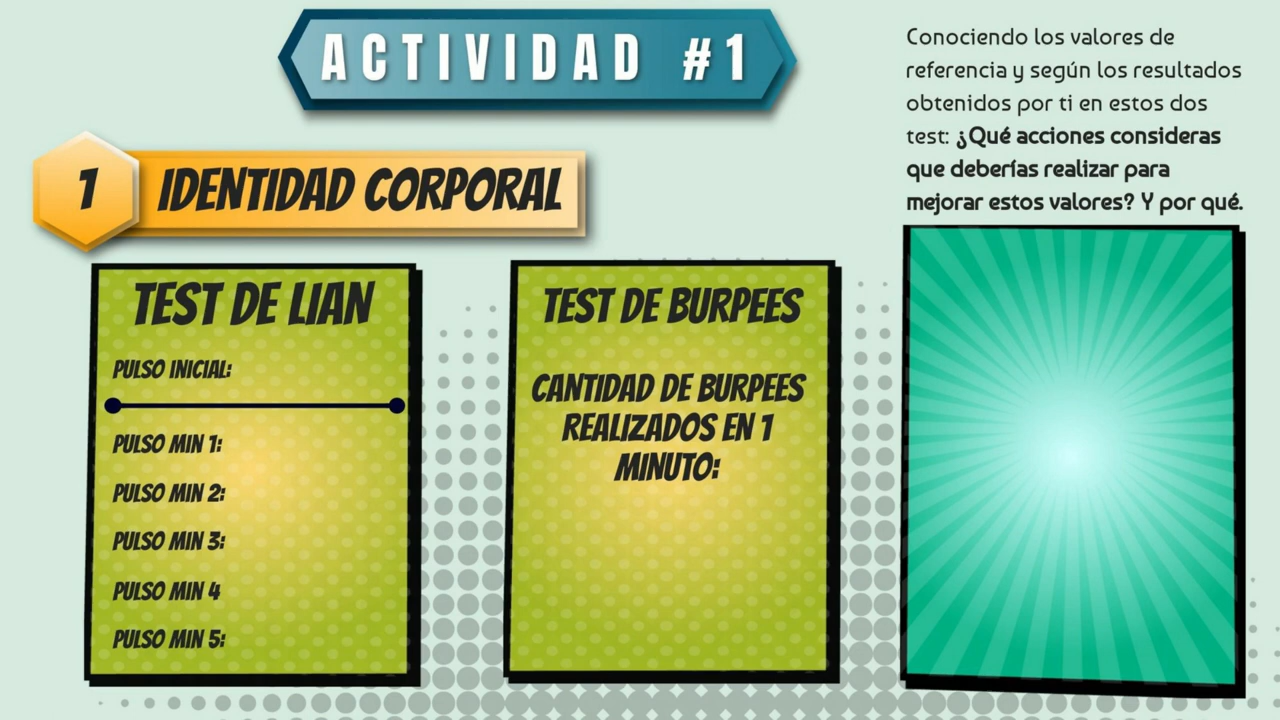 ACTIVIDAD #1
1
IDENTIDAD CORPORAL
TEST DE LIAN
PULSO INICIAL:
PULSO MIN 1:
PULSO MIN 2:
PULSO MIN 3:
PULSO MIN 4
PULSO MIN 5:
TEST DE BURPEES
CANTIDAD DE BURPEES
REALIZADOS EN 1
MINUTO:
Conociendo los valores de
referencia y según los resultados
obtenidos por ti en estos dos
test: ¿Qué acciones consideras
que deberías realizar para
mejorar estos valores? Y por qué.